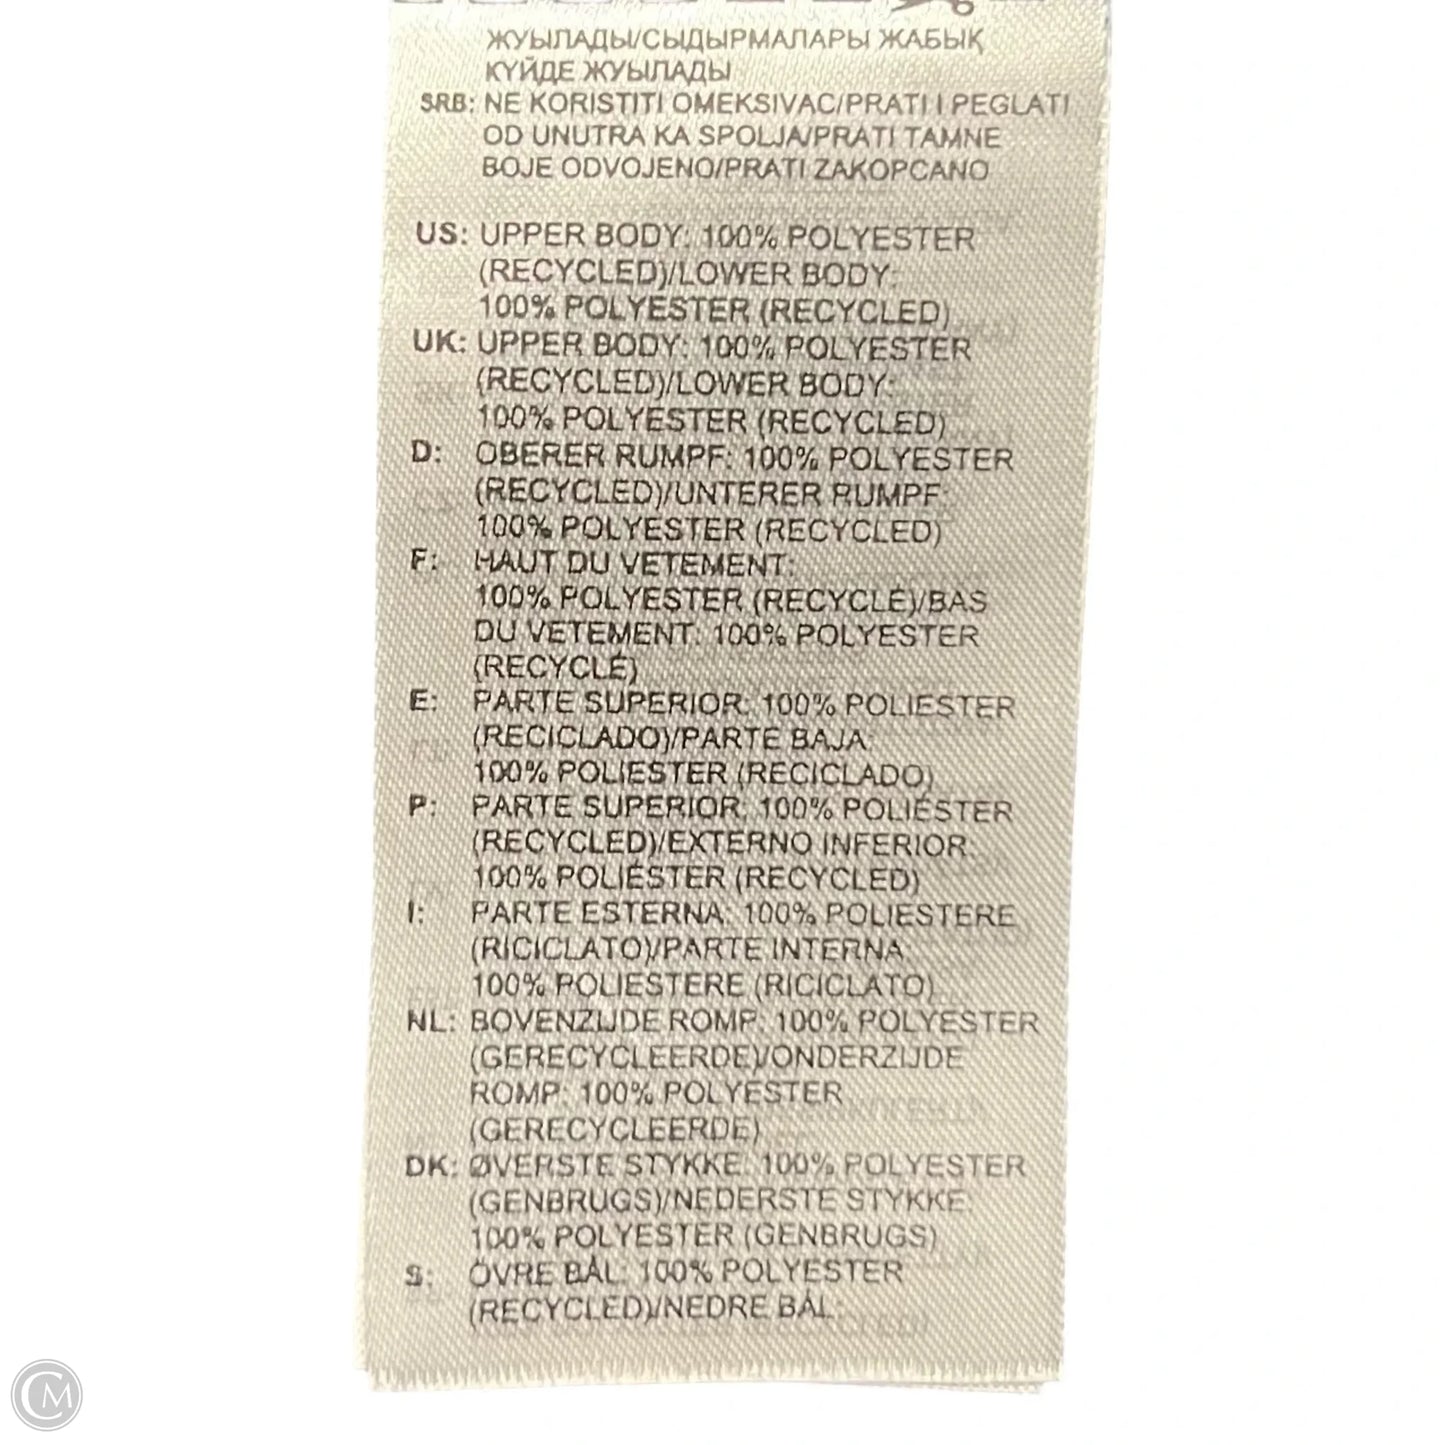 ЖУЫЛАДЫ/СЫДЫРМАЛАРЫ ЖАБЫҚ
КҮЙДЕ ЖУЫЛАДЫ
SRB: NE KORISTITI OMEKSIVAC/PRATI I PEGLATI
OD UNUTRA KA SPOLJA/PRATI TAMNE
BOJE ODVOJENO/PRATI ZAKOPCANO
US: UPPER BODY: 100% POLYESTER
(RECYCLED)/LOWER BODY:
100% POLYESTER (RECYCLED)
UK: UPPER BODY: 100% POLYESTER
(RECYCLED)/LOWER BODY:
100% POLYESTER (RECYCLED)
D: OBERER RUMPF: 100% POLYESTER
(RECYCLED)/UNTERER RUMPF:
100% POLYESTER (RECYCLED)
F: HAUT DU VETEMENT:
100% POLYESTER (RECYCLÉ)/BAS
DU VETEMENT: 100% POLYESTER
(RECYCLÉ)
E: PARTE SUPERIOR: 100% POLIESTER
(RECICLADO)/PARTE BAJA:
100% POLIESTER (RECICLADO)
P: PARTE SUPERIOR: 100% POLIÉSTER
(RECYCLED)/EXTERNO INFERIOR:
100% POLIÉSTER (RECYCLED)
I: PARTE ESTERNA: 100% POLIESTERE
(RICICLATO)/PARTE INTERNA:
100% POLIESTERE (RICICLATO)
NL: BOVENZIJDE ROMP: 100% POLYESTER
(GERECYCLEERDE)/ONDERZIJDE
ROMP: 100% POLYESTER
(GERECYCLEERDE)
DK: ØVERSTE STYKKE: 100% POLYESTER
(GENBRUGS)/NEDERSTE STYKKE:
100% POLYESTER (GENBRUGS)
S: ÖVRE BÅL: 100% POLYESTER
(RECYCLED)/NEDRE BÅL:
CM